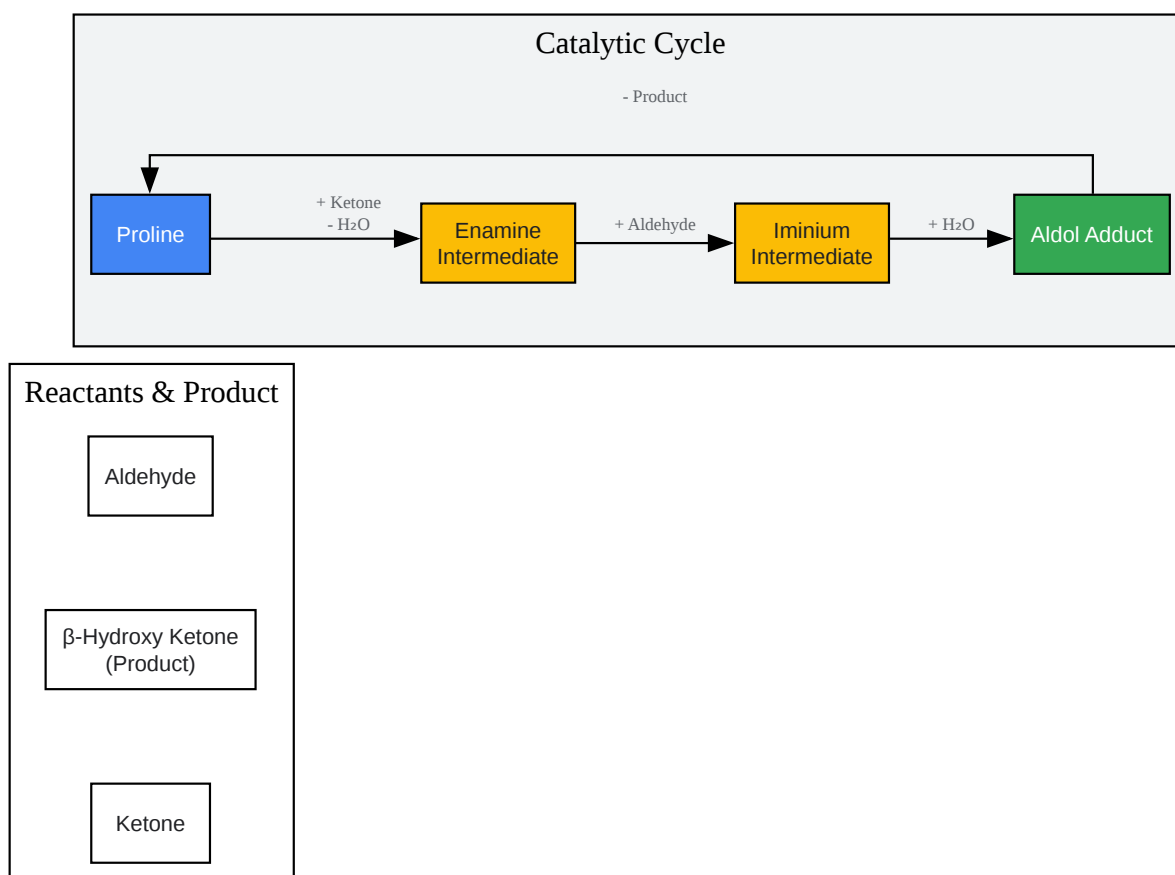 Catalytic Cycle
- Product
Proline
+ Ketone
- H₂O
Enamine
Intermediate
+ Aldehyde
Iminium
Intermediate
+ H₂O
Aldol Adduct
Reactants & Product
Aldehyde
β-Hydroxy Ketone
(Product)
Ketone